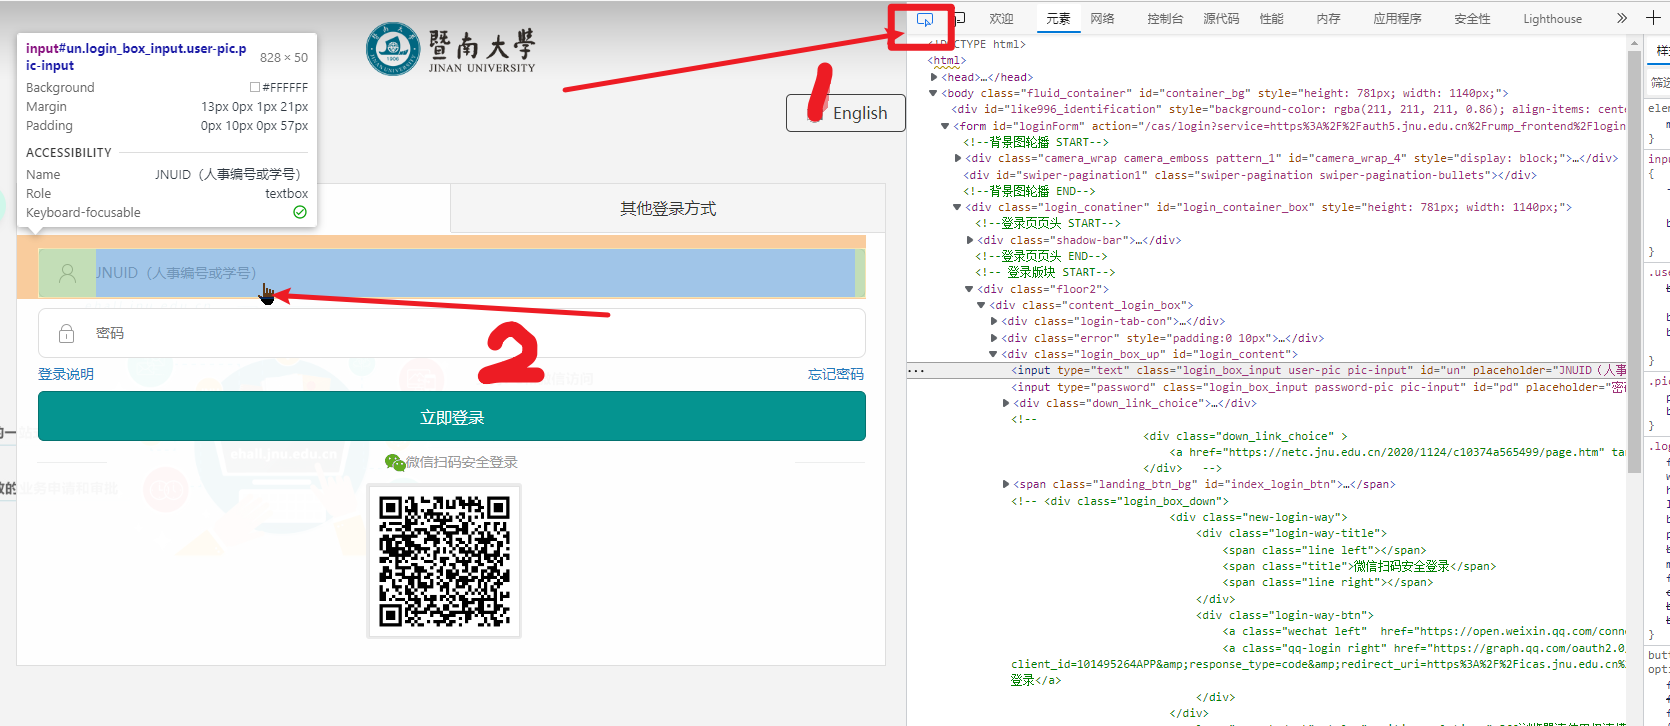 input#un.login_box_input.user-pic.p
ic-input
828 × 50
Background
#FFFFFF
Margin
13px 0px 1px 21px
Padding
0px 10px 0px 57px
ACCESSIBILITY
Name
JNUID（人事编号或学号）
Role
textbox
Keyboard-focusable
暨南大學
JINAN UNIVERSITY
1906
English
1
其他登录方式
JNUID（人事编号或学号）
密码
2
登录说明
忘记密码
立即登录
ehall.jnu.edu.cn
微信扫码安全登录
欢迎
元素
网络
控制台
源代码
性能
内存
应用程序
安全性
Lighthouse
<!DOCTYPE html>
<html>
<head>…</head>
<body class="fluid_container" id="container_bg" style="height: 781px; width: 1140px;">
<div id="like996_identification" style="background-color: rgba(211, 211, 211, 0.86); align-items: cente
<form id="loginForm" action="/cas/login?service=https%3A%2F%2Fauth5.jnu.edu.cn%2Frump_frontend%2Flogin
<!--背景图轮播 START-->
<div class="camera_wrap camera_emboss pattern_1" id="camera_wrap_4" style="display: block;">…</div>
<div id="swiper-pagination1" class="swiper-pagination swiper-pagination-bullets"></div>
<!--背景图轮播 END-->
<div class="login_conatiner" id="login_container_box" style="height: 781px; width: 1140px;">
<!--登录页页头 START-->
<div class="shadow-bar">…</div>
<!--登录页页头 END-->
<!-- 登录版块 START-->
<div class="floor2">
<div class="content_login_box">
<div class="login-tab-con">…</div>
<div class="error" style="padding:0 10px">…</div>
<div class="login_box_up" id="login_content">
<input type="text" class="login_box_input user-pic pic-input" id="un" placeholder="JNUID（人事
<input type="password" class="login_box_input password-pic pic-input" id="pd" placeholder="密码
<div class="down_link_choice">…</div>
<!--
<div class="down_link_choice" >
<a href="https://netc.jnu.edu.cn/2020/1124/c10374a565499/page.htm" tar
</div>   -->
<span class="landing_btn_bg" id="index_login_btn">…</span>
<!-- <div class="login_box_down">
<div class="new-login-way">
<div class="login-way-title">
<span class="line left"></span>
<span class="title">微信扫码安全登录</span>
<span class="line right"></span>
</div>
<div class="login-way-btn">
<a class="wechat left"  href="https://open.weixin.qq.com/conne
<a class="qq-login right" href="https://graph.qq.com/oauth2.0/
client_id=101495264APP&amp;response_type=code&amp;redirect_uri=https%3A%2F%2Ficas.jnu.edu.cn%
登录</a>
</div>
</div>